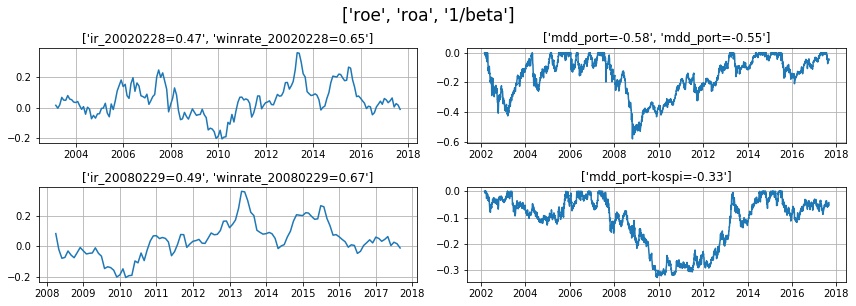 ['roe', 'roa', '1/beta']
['ir_20020228=0.47', 'winrate_20020228=0.65']
0.2
0.0
−0.2
2004 2006 2008 2010 2012 2014 2016 2018
['mdd_port=-0.58', 'mdd_port=-0.55']
0.0
−0.2
−0.4
−0.6
2002 2004 2006 2008 2010 2012 2014 2016 2018
['ir_20080229=0.49', 'winrate_20080229=0.67']
0.2
0.0
−0.2
2008 2009 2010 2011 2012 2013 2014 2015 2016 2017 2018
['mdd_port-kospi=-0.33']
0.0
−0.1
−0.2
−0.3
2002 2004 2006 2008 2010 2012 2014 2016 2018